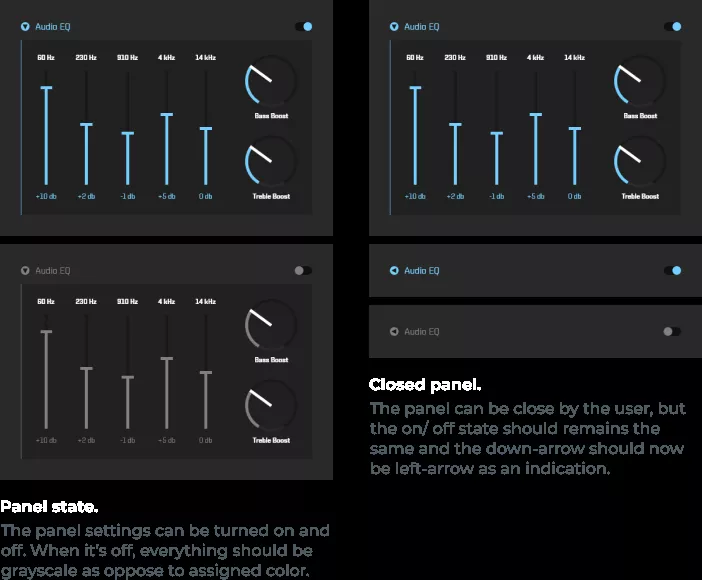 Audio EQ
60 Hz 230 Hz 910 Hz 4 kHz 14 kHz
Bass Boost
+10 db +2 db -1 db +5 db 0 db Treble Boost
Audio EQ
60 Hz 230 Hz 910 Hz 4 kHz 14 kHz
Bass Boost
+10 db +2 db -1 db +5 db 0 db Treble Boost
Panel state.
The panel settings can be turned on and
off. When it's off, everything should be
grayscale as oppose to assigned color.
Audio EQ
60 Hz 230 Hz 910 Hz 4 kHz 14 kHz
Bass Boost
+10 db +2 db -1 db +5 db 0 db Treble Boost
Audio EQ
Audio EQ
Closed panel.
The panel can be close by the user, but
the on/ off state should remains the
same and the down-arrow should now
be left-arrow as an indication.